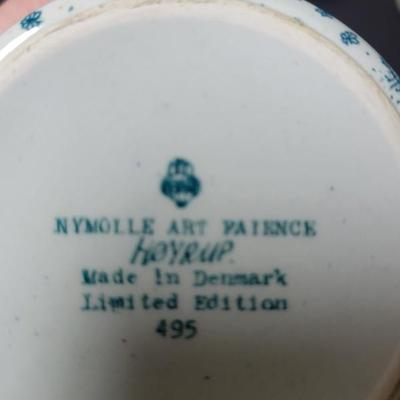 NYMOLLE ART FAIENCE
HOYRUP.
Made in Denmark
Limited Edition
495